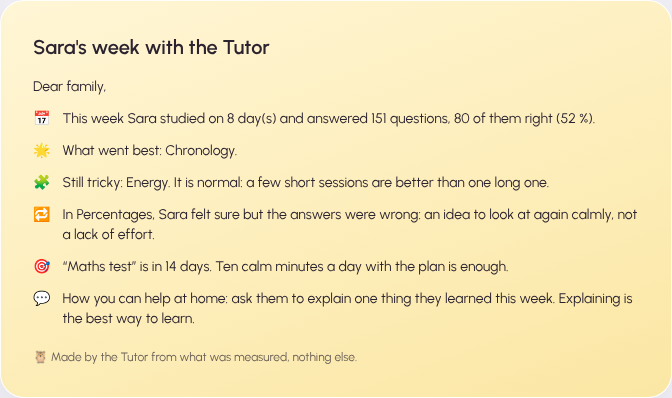 Sara's week with the Tutor
Dear family,
📅 This week Sara studied on 8 day(s) and answered 151 questions, 80 of them right (52 %).
🌟 What went best: Chronology.
🧩 Still tricky: Energy. It is normal: a few short sessions are better than one long one.
🔁 In Percentages, Sara felt sure but the answers were wrong: an idea to look at again calmly, not
a lack of effort.
🎯 “Maths test” is in 14 days. Ten calm minutes a day with the plan is enough.
💬 How you can help at home: ask them to explain one thing they learned this week. Explaining is
the best way to learn.
🦉 Made by the Tutor from what was measured, nothing else.